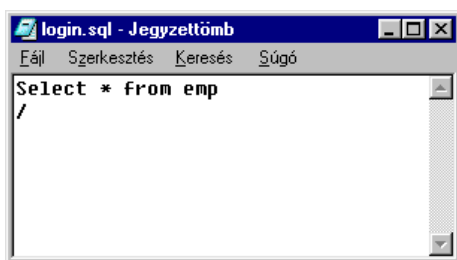 login.sql - Jegyzettömb
Fájl Szerkesztés Keresés Súgó
Select * from emp
/